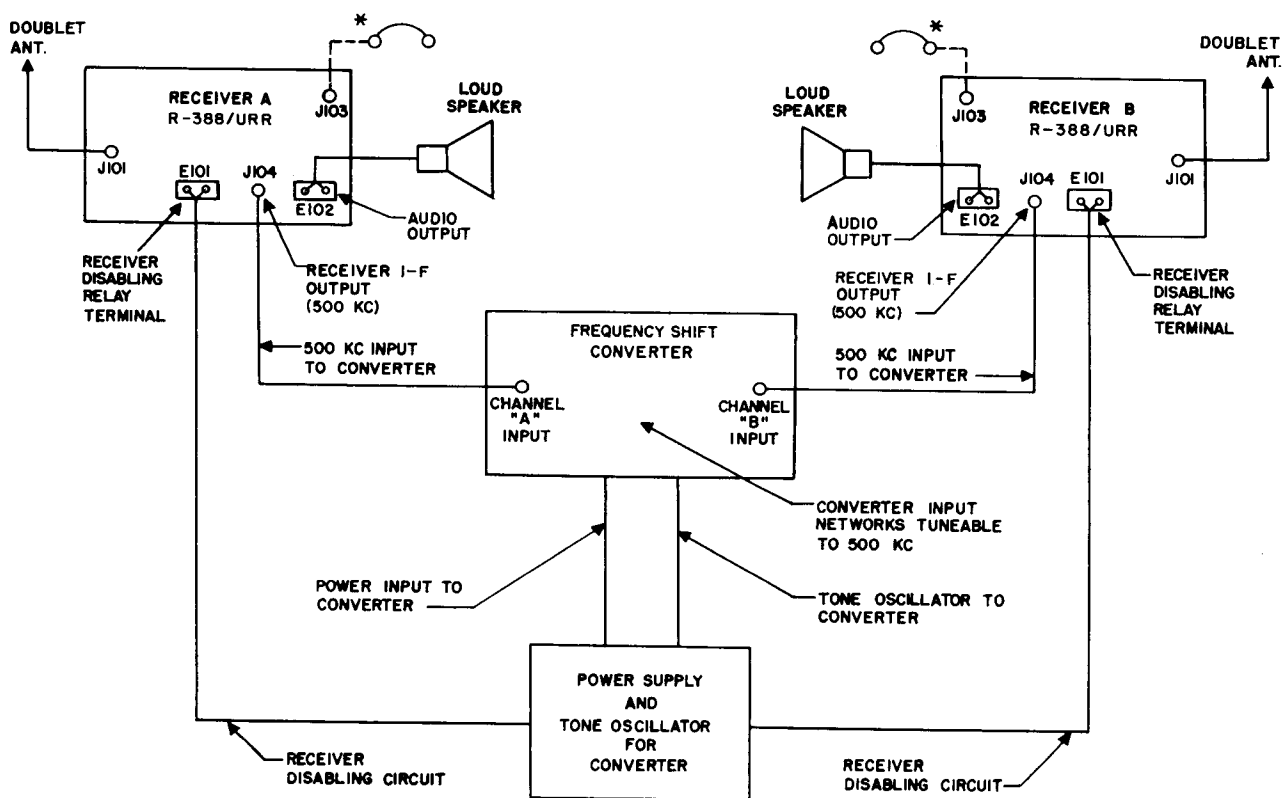 DOUBLET
ANT.
*
RECEIVER A
R-388/URR
J103
J101
E101
J104
E102
LOUD
SPEAKER
AUDIO
OUTPUT
RECEIVER
DISABLING
RELAY
TERMINAL
RECEIVER I-F
OUTPUT
(500 KC)
500 KC INPUT
TO CONVERTER
*
DOUBLET
ANT.
LOUD
SPEAKER
J103
RECEIVER B
R-388/URR
J101
E102
J104
E101
AUDIO
OUTPUT
RECEIVER I-F
OUTPUT
(500 KC)
RECEIVER
DISABLING
RELAY
TERMINAL
500 KC INPUT
TO CONVERTER
FREQUENCY SHIFT
CONVERTER
CHANNEL
"A"
INPUT
CHANNEL
"B"
INPUT
CONVERTER INPUT
NETWORKS TUNEABLE
TO 500 KC
POWER INPUT TO
CONVERTER
TONE OSCILLATOR TO
CONVERTER
POWER SUPPLY
AND
TONE OSCILLATOR
FOR
CONVERTER
RECEIVER
DISABLING CIRCUIT
RECEIVER
DISABLING CIRCUIT